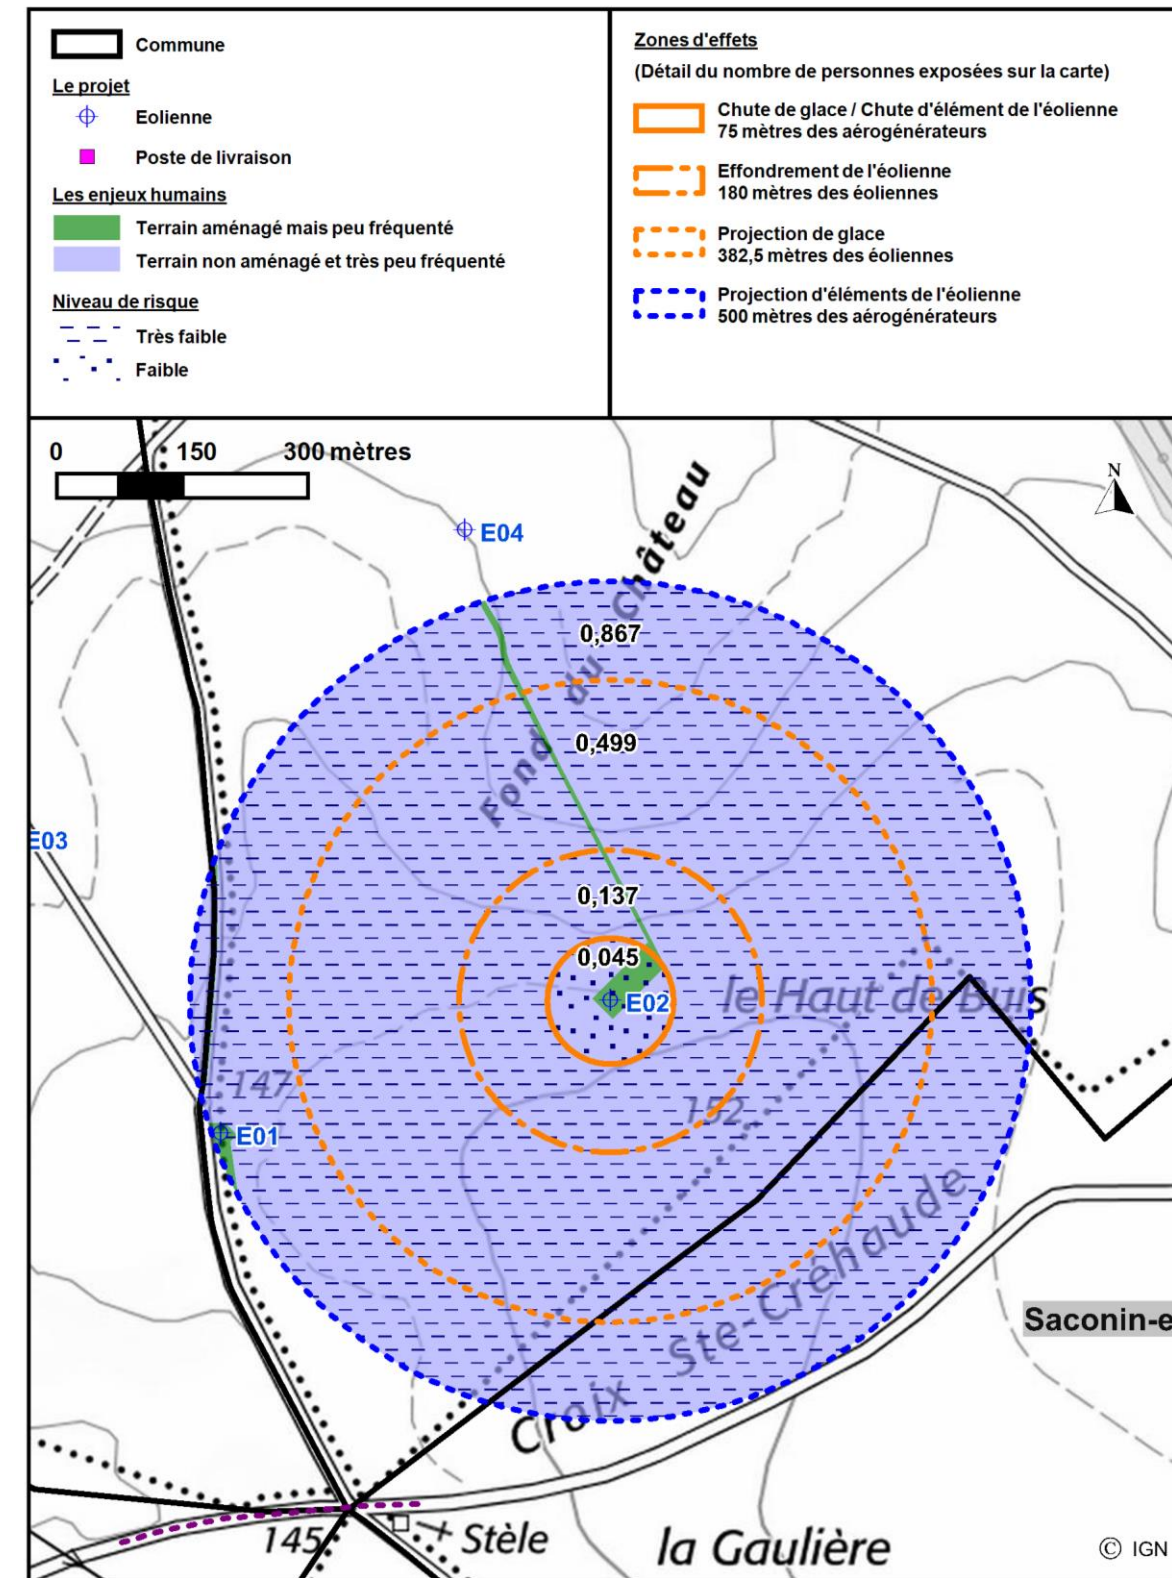 Commune
Le projet
Eolienne
Poste de livraison
Les enjeux humains
Terrain aménagé mais peu fréquenté
Terrain non aménagé et très peu fréquenté
Niveau de risque
Très faible
Faible
Zones d'effets
(Détail du nombre de personnes exposées sur la carte)
Chute de glace / Chute d'élément de l'éolienne
75 mètres des aérogénérateurs
Effondrement de l'éolienne
180 mètres des éoliennes
Projection de glace
382,5 mètres des éoliennes
Projection d'éléments de l'éolienne
500 mètres des aérogénérateurs
0 150 300 mètres
N
E04
Fond du Château
0,867
0,499
E03
0,137
0,045
E02
le Haut de Buis
147
152
E01
Croix Ste-Créhaude
Saconin-e
145
Stèle
la Gaulière
© IGN